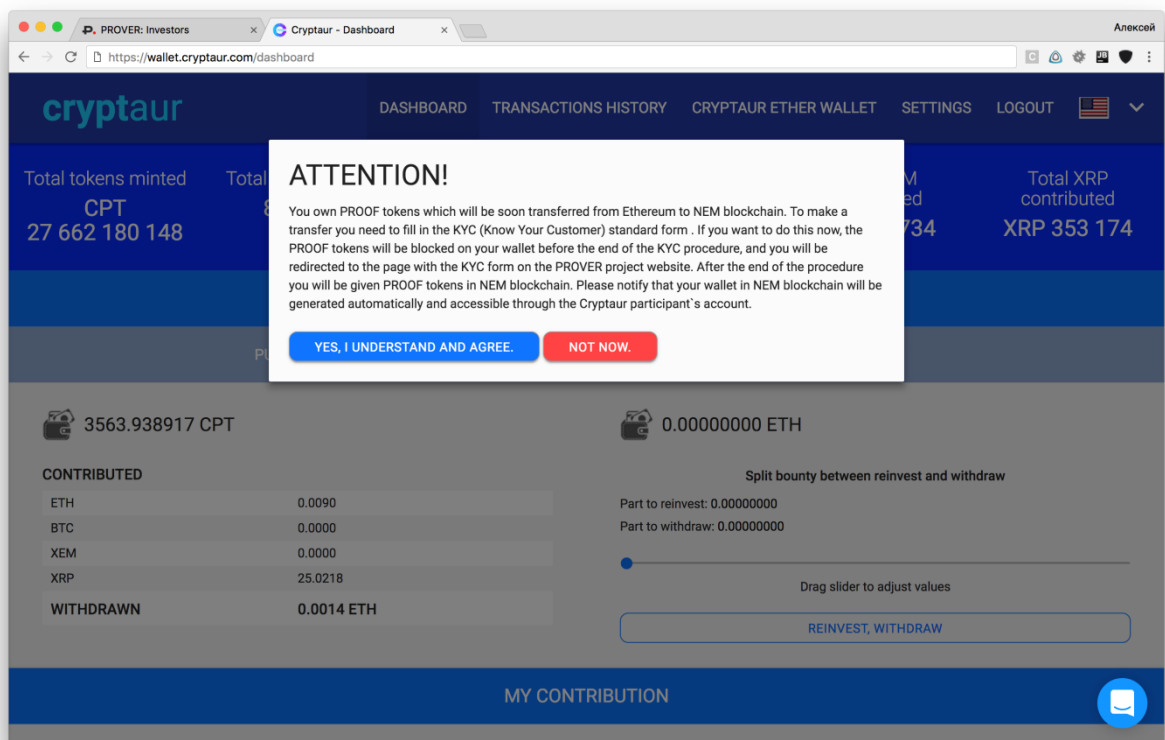 PROVER: Investors
Cryptaur - Dashboard
Алексей
https://wallet.cryptaur.com/dashboard
cryptaur
DASHBOARD TRANSACTIONS HISTORY CRYPTAUR ETHER WALLET SETTINGS LOGOUT
Total tokens minted
CPT
27 662 180 148
Total
Total XRP
contributed
734
XRP 353 174
ATTENTION!
You own PROOF tokens which will be soon transferred from Ethereum to NEM blockchain. To make a
transfer you need to fill in the KYC (Know Your Customer) standard form . If you want to do this now, the
PROOF tokens will be blocked on your wallet before the end of the KYC procedure, and you will be
redirected to the page with the KYC form on the PROVER project website. After the end of the procedure
you will be given PROOF tokens in NEM blockchain. Please notify that your wallet in NEM blockchain will be
generated automatically and accessible through the Cryptaur participant`s account.
YES, I UNDERSTAND AND AGREE.
NOT NOW.
3563.938917 CPT
CONTRIBUTED
ETH 0.0090
BTC 0.0000
XEM 0.0000
XRP 25.0218
WITHDRAWN 0.0014 ETH
0.00000000 ETH
Split bounty between reinvest and withdraw
Part to reinvest: 0.00000000
Part to withdraw: 0.00000000
Drag slider to adjust values
REINVEST, WITHDRAW
MY CONTRIBUTION